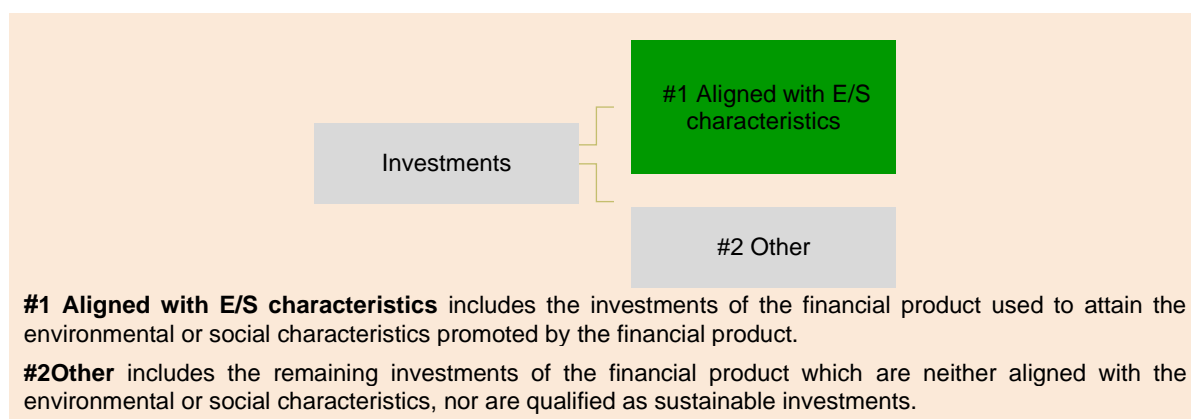 #1 Aligned with E/S
characteristics
Investments
#2 Other
#1 Aligned with E/S characteristics includes the investments of the financial product used to attain the
environmental or social characteristics promoted by the financial product.
#2Other includes the remaining investments of the financial product which are neither aligned with the
environmental or social characteristics, nor are qualified as sustainable investments.